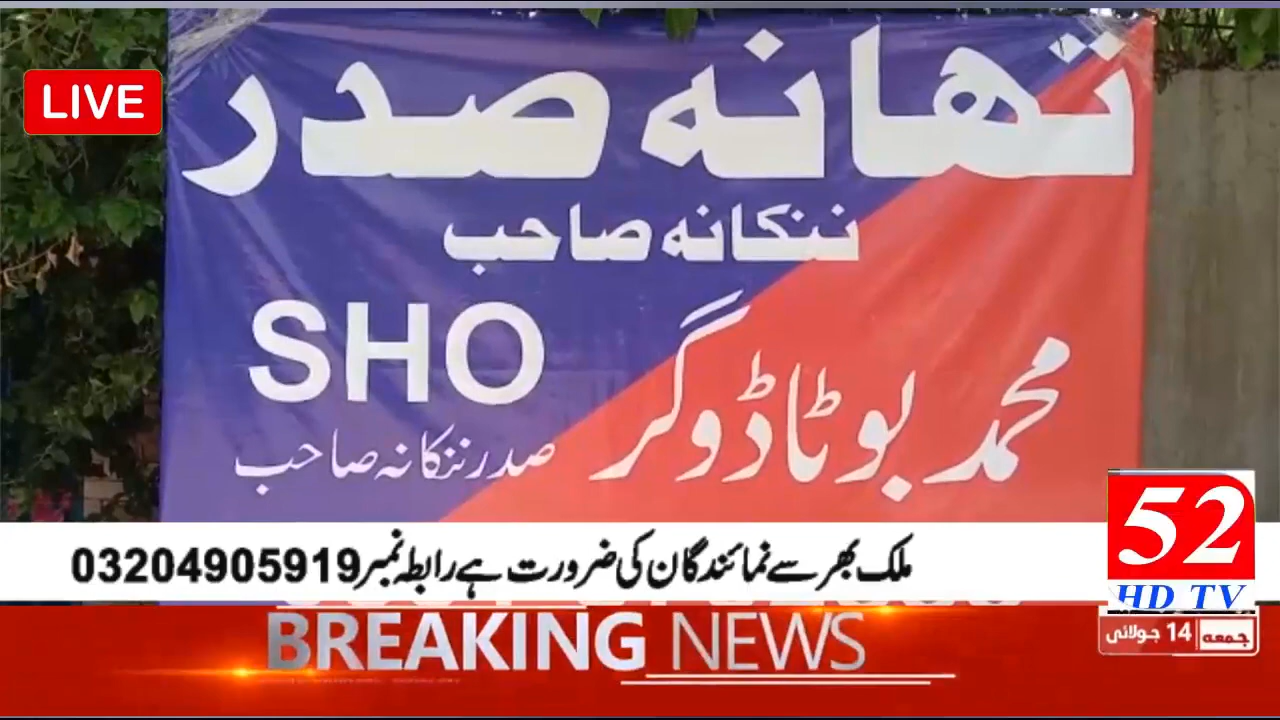 LIVE
تھانہ صدر
ننکانہ صاحب
SHO
محمد بوٹا ڈوگر
صدر ننکانہ صاحب
ملک بھر سے نمائندگان کی ضرورت ہے رابطہ نمبر 03204905919
52
HD TV
BREAKING NEWS
جمعہ 14 جولائی